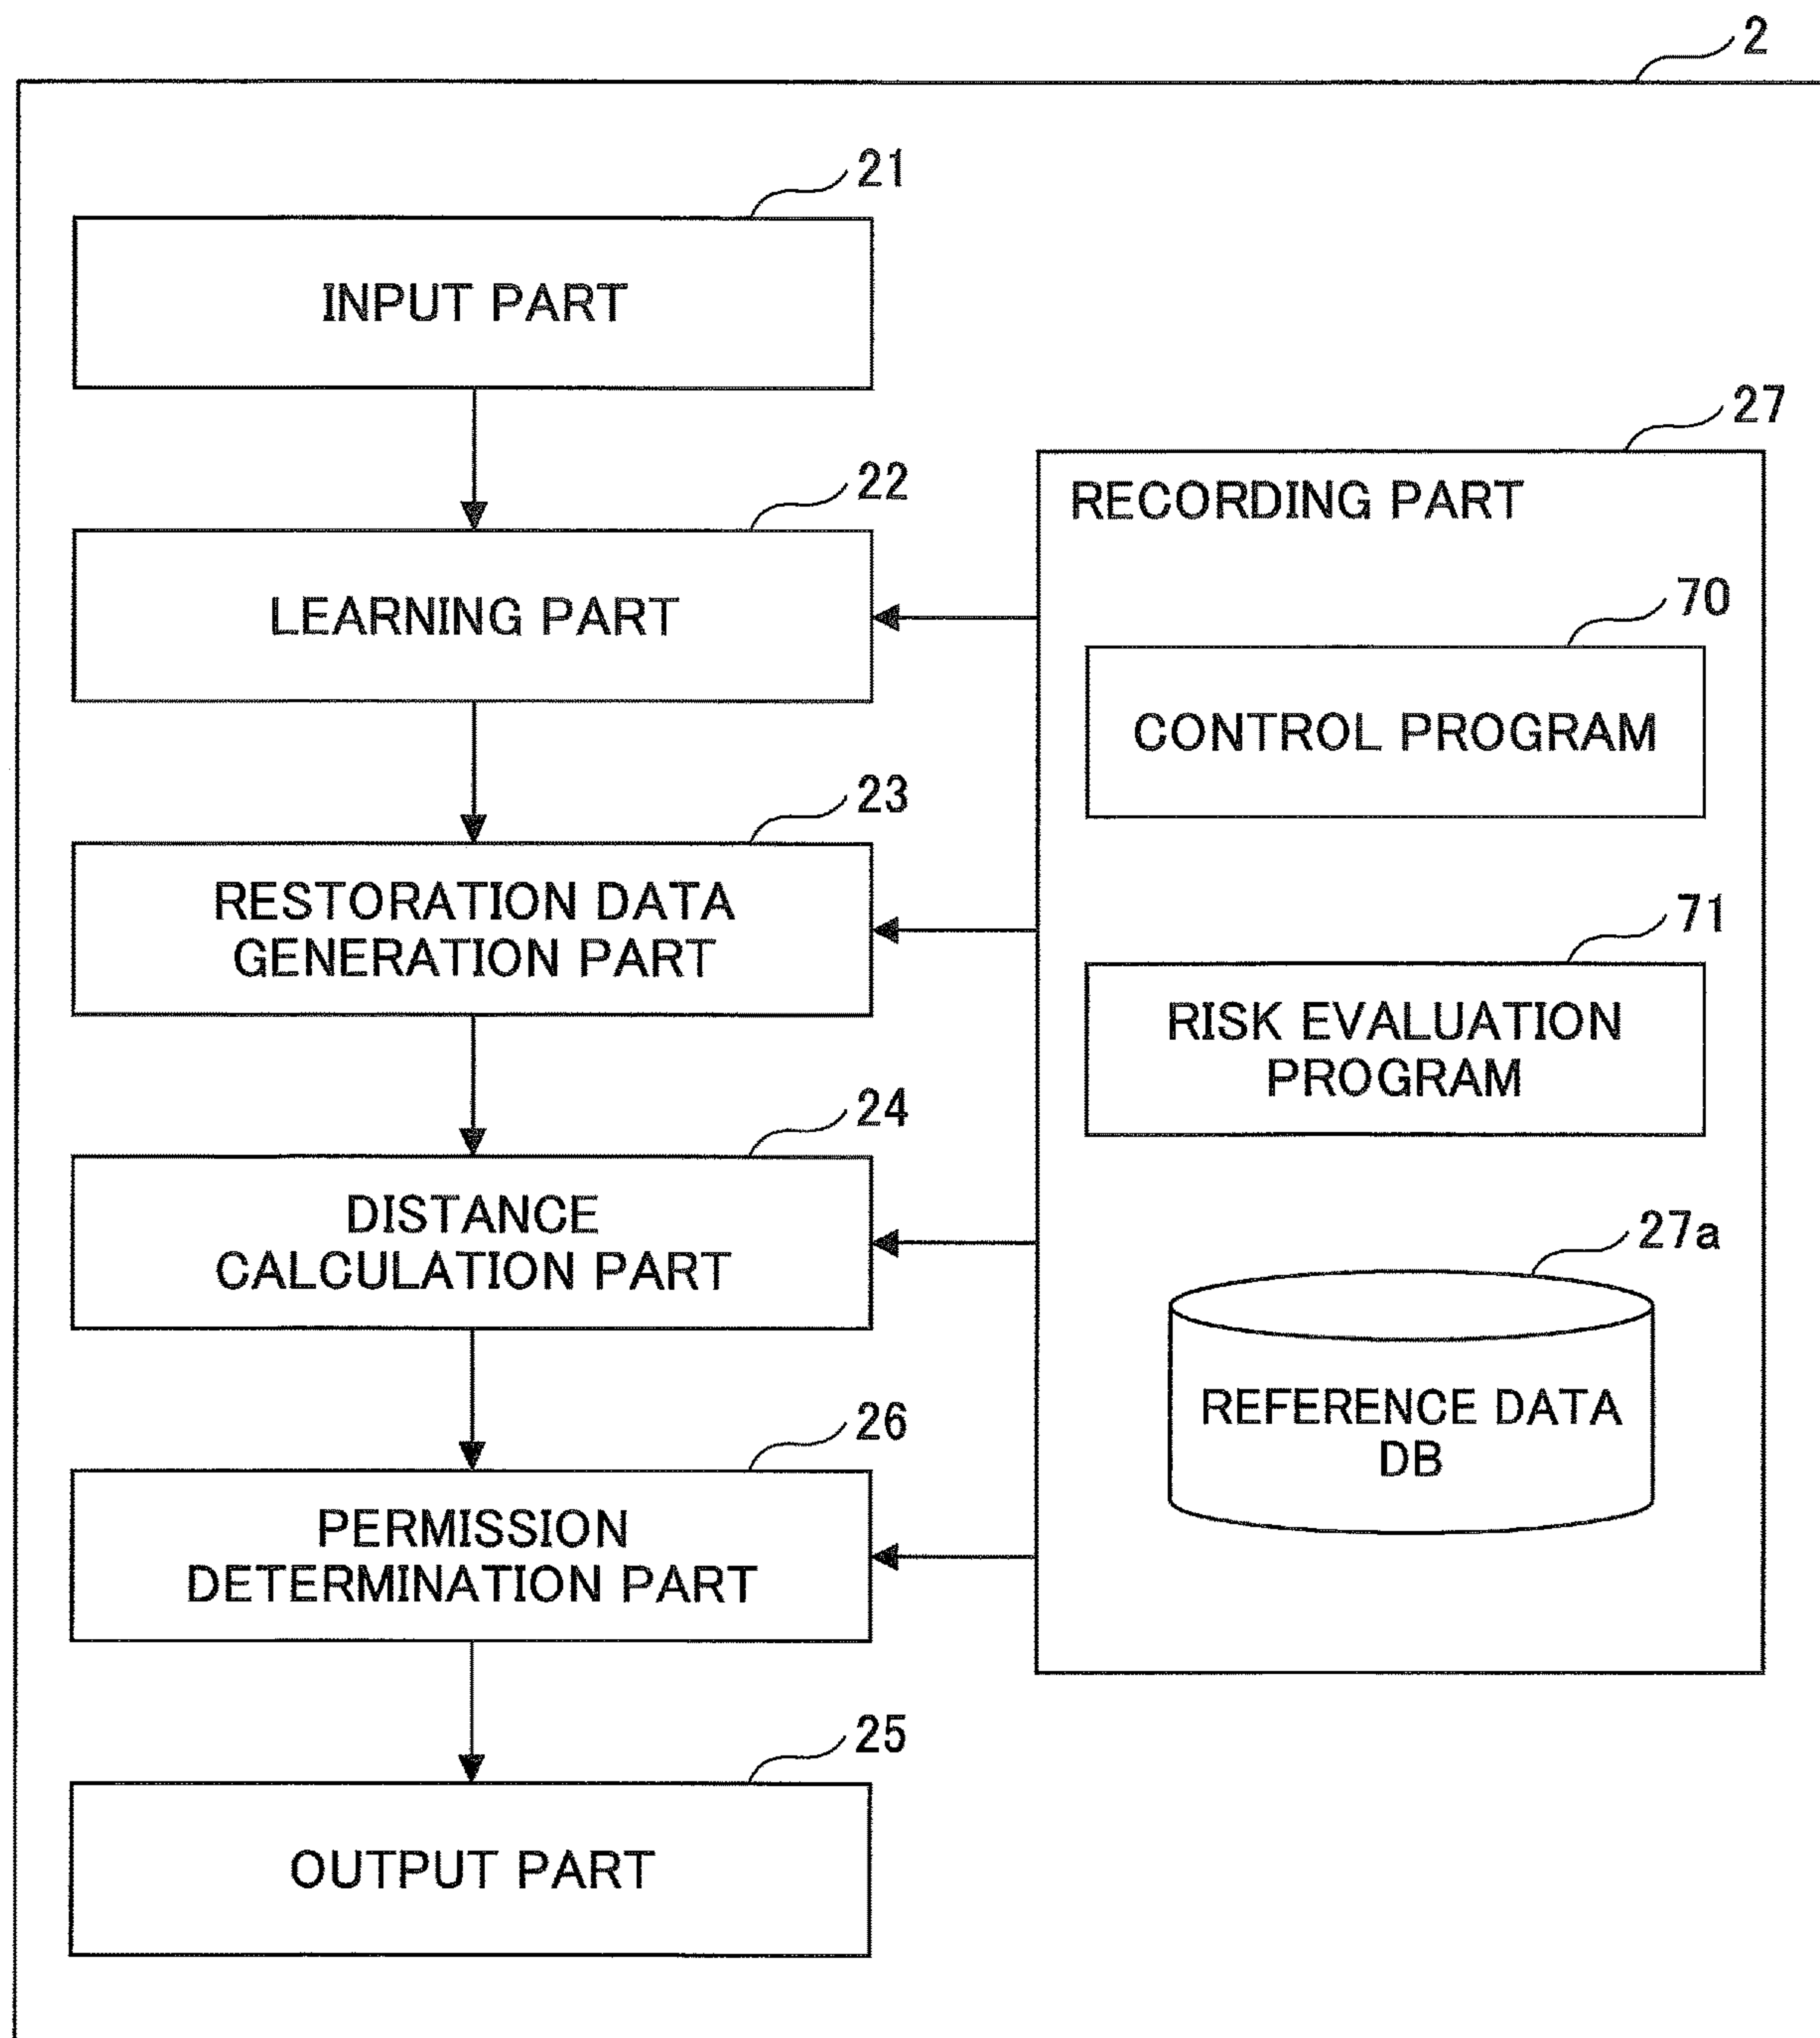 2
21
INPUT PART
22
LEARNING PART
23
RESTORATION DATA
GENERATION PART
24
DISTANCE
CALCULATION PART
26
PERMISSION
DETERMINATION PART
25
OUTPUT PART
27
RECORDING PART
70
CONTROL PROGRAM
71
RISK EVALUATION
PROGRAM
27a
REFERENCE DATA
DB